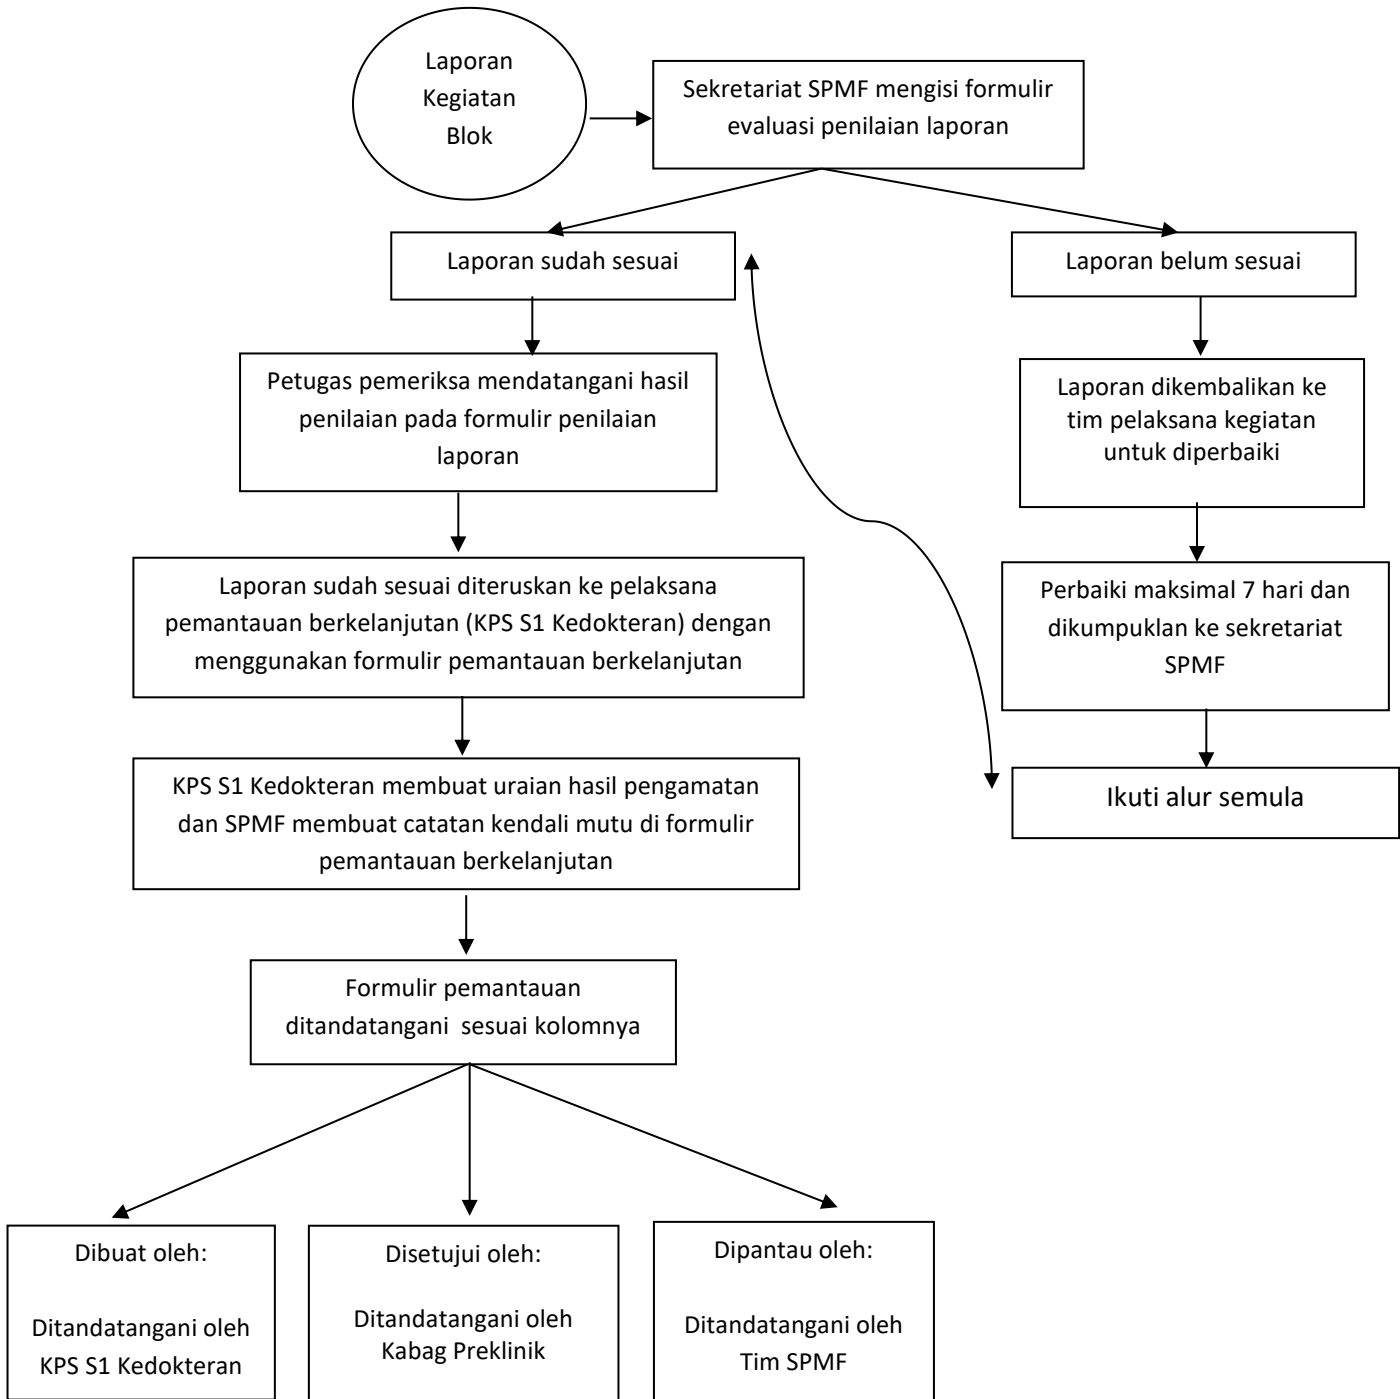 Laporan
Kegiatan
Blok
Sekretariat SPMF mengisi formulir
evaluasi penilaian laporan
Laporan sudah sesuai
Laporan belum sesuai
Petugas pemeriksa mendatangani hasil
penilaian pada formulir penilaian
laporan
Laporan dikembalikan ke
tim pelaksana kegiatan
untuk diperbaiki
Laporan sudah sesuai diteruskan ke pelaksana
pemantauan berkelanjutan (KPS S1 Kedokteran) dengan
menggunakan formulir pemantauan berkelanjutan
Perbaiki maksimal 7 hari dan
dikumpuklan ke sekretariat
SPMF
KPS S1 Kedokteran membuat uraian hasil pengamatan
dan SPMF membuat catatan kendali mutu di formulir
pemantauan berkelanjutan
Ikuti alur semula
Formulir pemantauan
ditandatangani  sesuai kolomnya
Dibuat oleh:
Ditandatangani oleh
KPS S1 Kedokteran
Disetujui oleh:
Ditandatangani oleh
Kabag Preklinik
Dipantau oleh:
Ditandatangani oleh
Tim SPMF